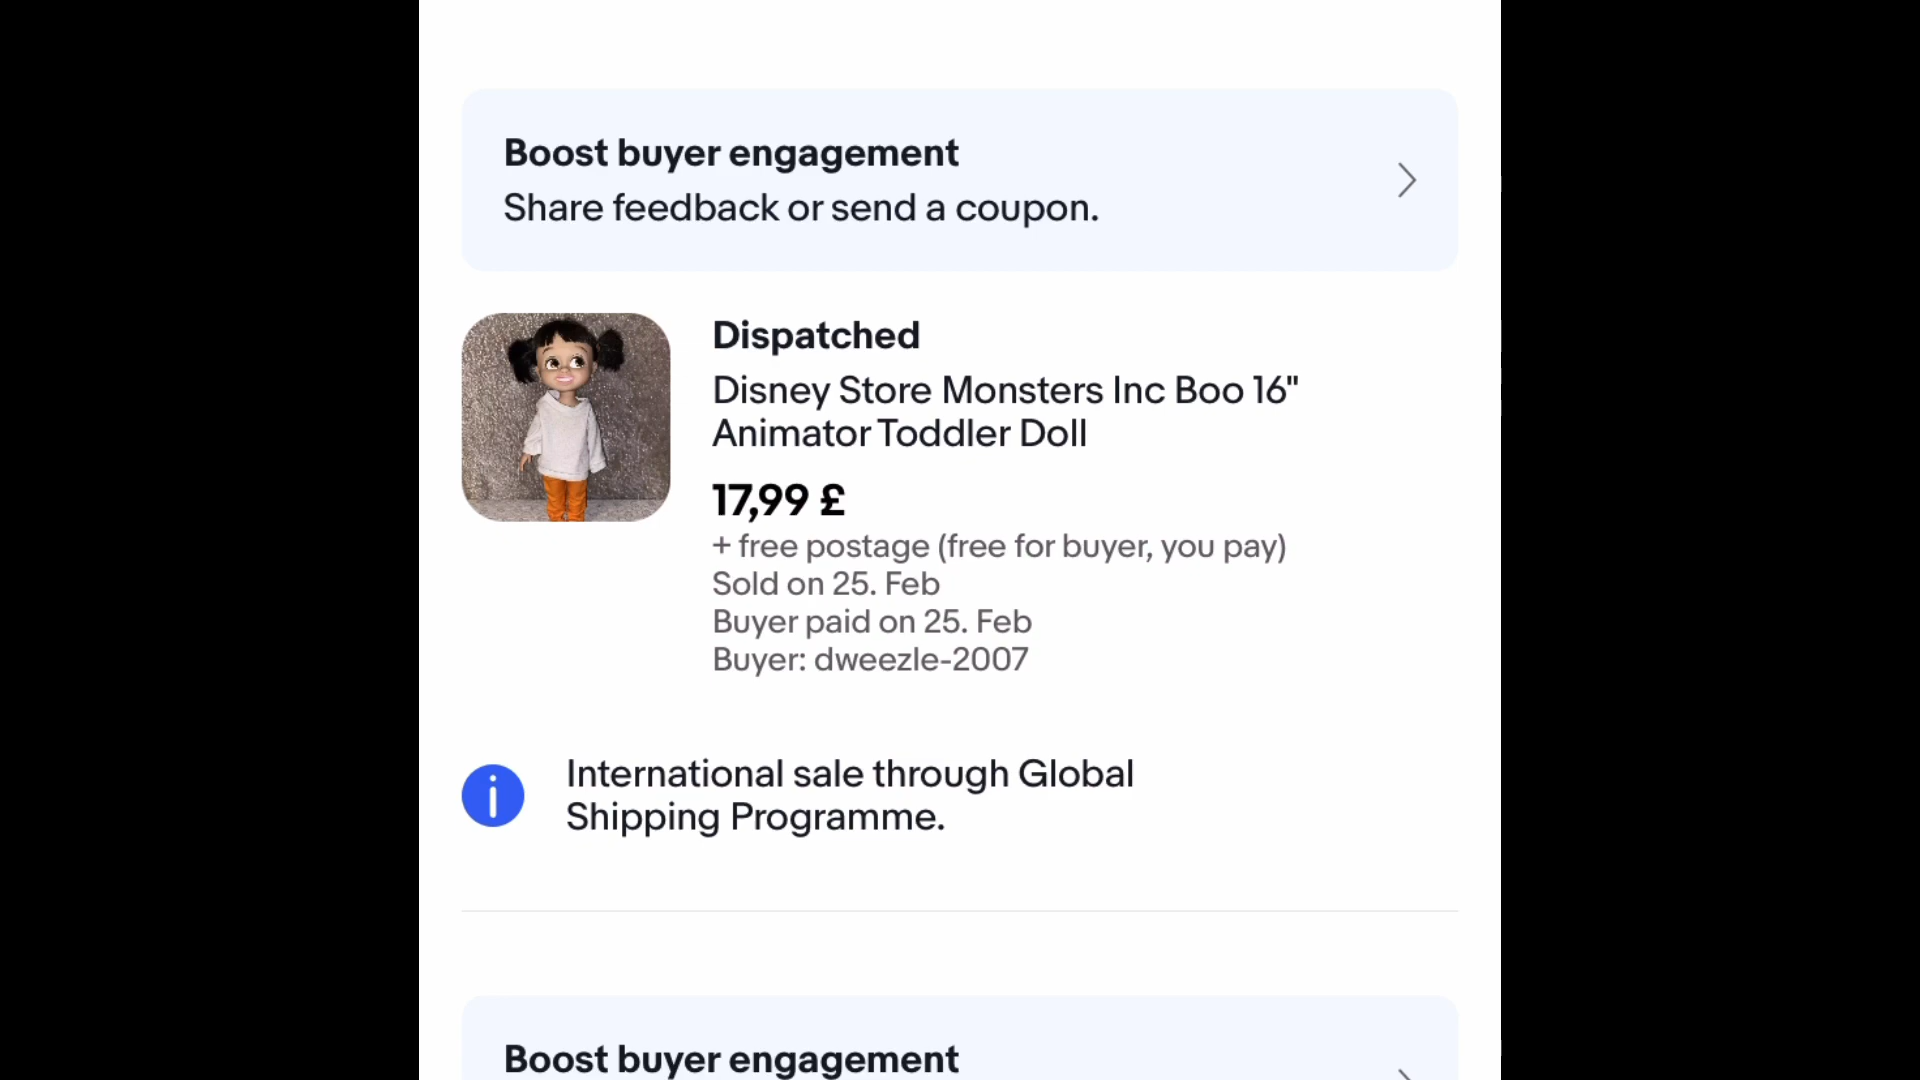 Boost buyer engagement
Share feedback or send a coupon.
Dispatched
Disney Store Monsters Inc Boo 16"
Animator Toddler Doll
17,99 £
+ free postage (free for buyer, you pay)
Sold on 25. Feb
Buyer paid on 25. Feb
Buyer: dweezle-2007
International sale through Global
Shipping Programme.
Boost buyer engagement